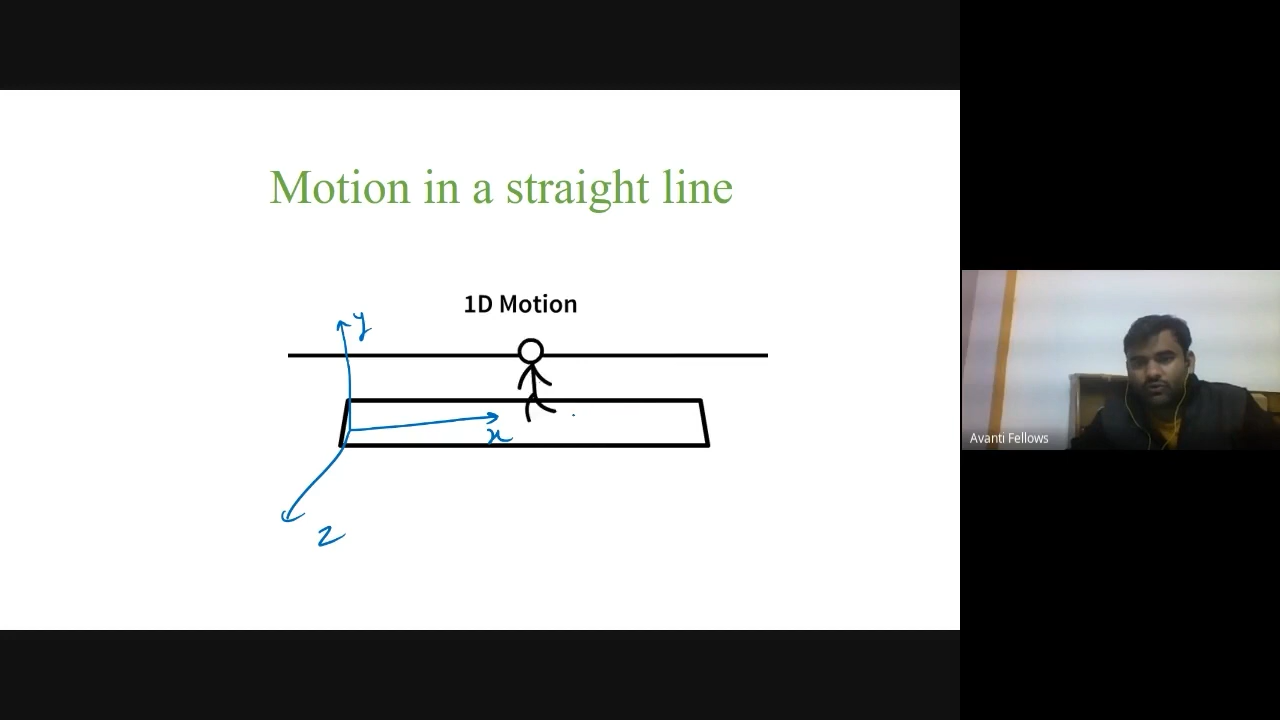 Motion in a straight line
1D Motion
y
x
z
Avanti Fellows